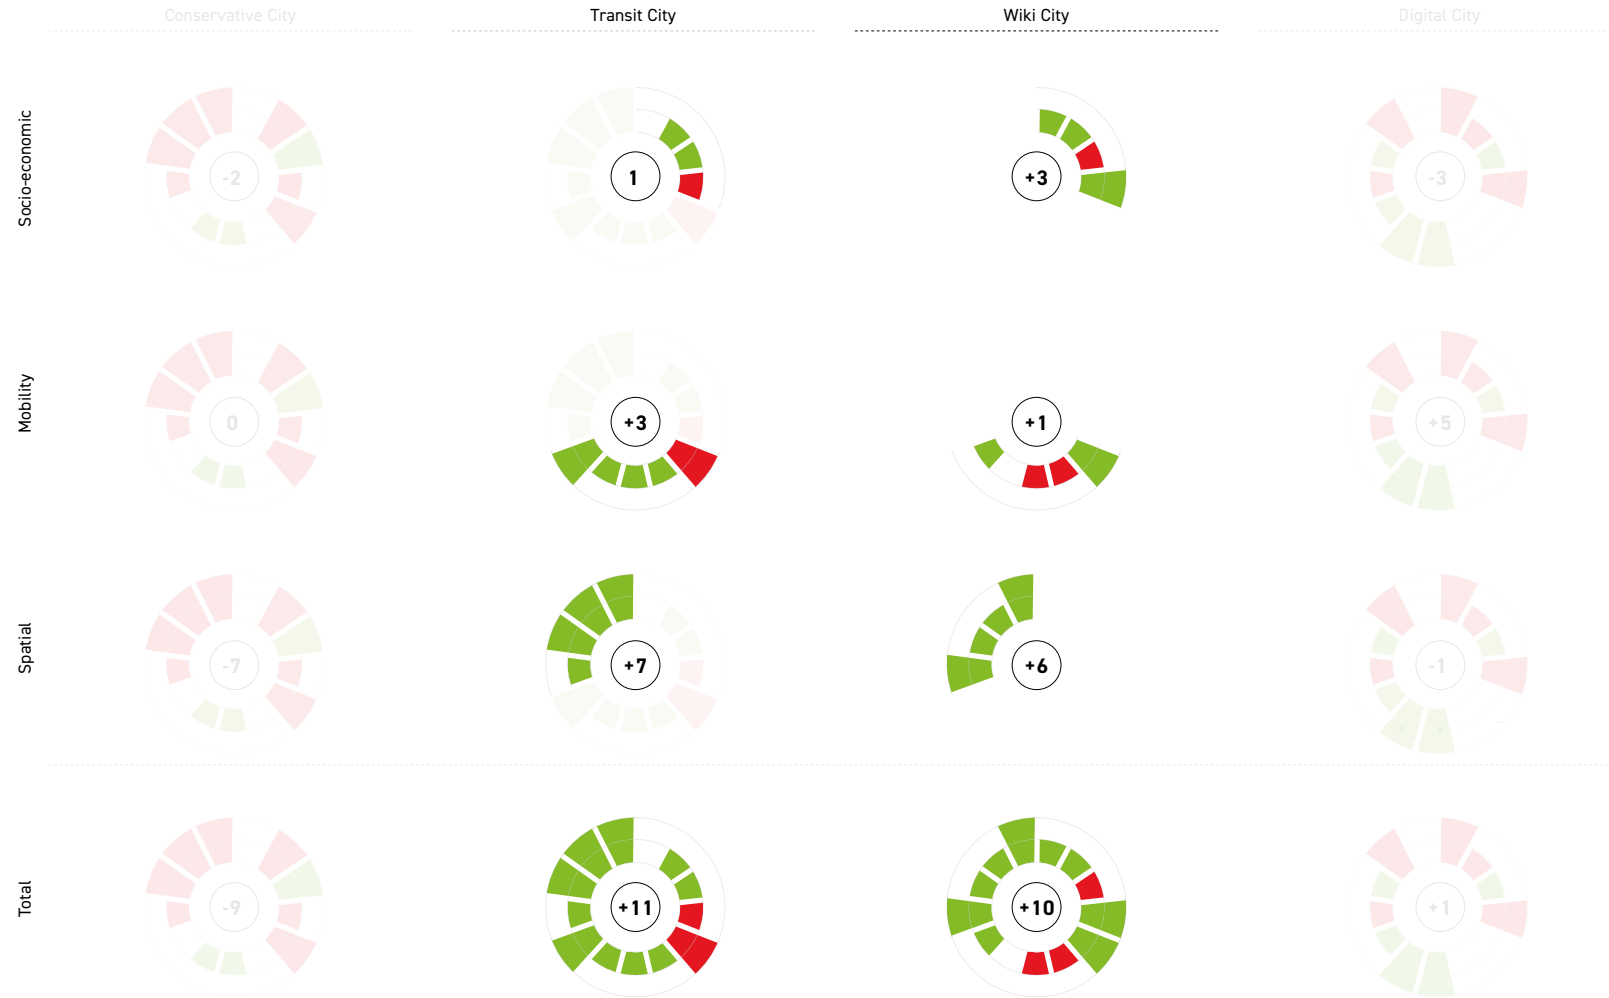 Conservative City Transit City Wiki City Digital City
Socio-economic
-2 1 +3 -3
Mobility
0 +3 +1 +5
Spatial
-7 +7 +6 -1
Total
-9 +11 +10 +1